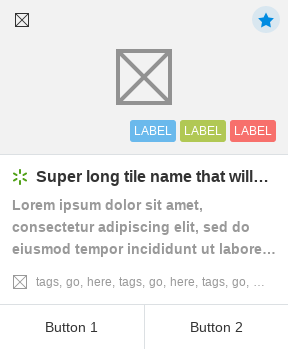 LABEL LABEL LABEL
Super long tile name that will…
Lorem ipsum dolor sit amet,
consectetur adipiscing elit, sed do
eiusmod tempor incididunt ut labore…
tags, go, here, tags, go, here, tags, go, …
Button 1 Button 2